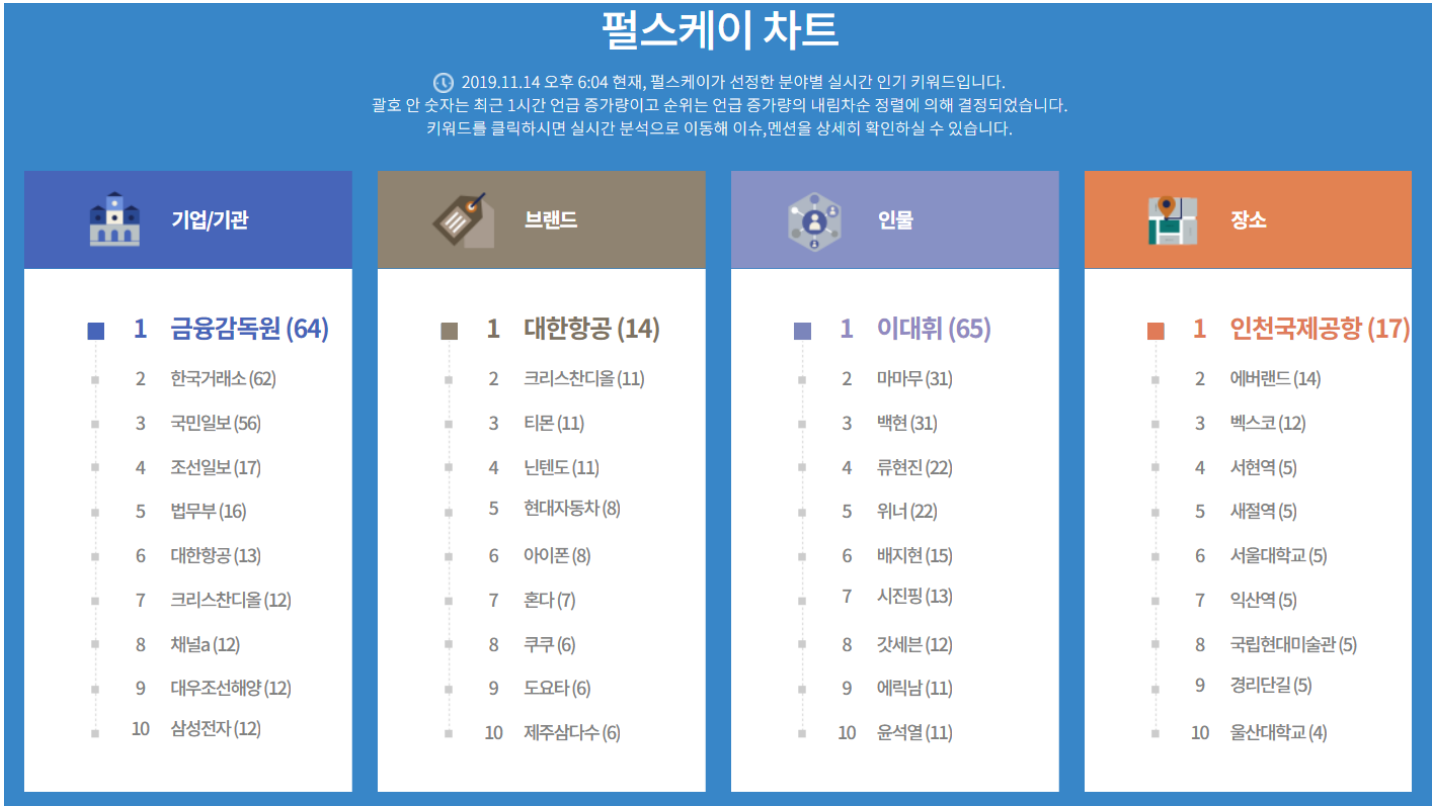 펄스케이 차트
2019.11.14 오후 6:04 현재, 펄스케이가 선정한 분야별 실시간 인기 키워드입니다.
괄호 안 숫자는 최근 1시간 언급 증가량이고 순위는 언급 증가량의 내림차순 정렬에 의해 결정되었습니다.
키워드를 클릭하시면 실시간 분석으로 이동해 이슈,멘션을 상세히 확인하실 수 있습니다.
기업/기관
1 금융감독원 (64)
2 한국거래소 (62)
3 국민일보 (56)
4 조선일보 (17)
5 법무부 (16)
6 대한항공 (13)
7 크리스찬디올 (12)
8 채널a (12)
9 대우조선해양 (12)
10 삼성전자 (12)
브랜드
1 대한항공 (14)
2 크리스찬디올 (11)
3 티몬 (11)
4 닌텐도 (11)
5 현대자동차 (8)
6 아이폰 (8)
7 혼다 (7)
8 쿠쿠 (6)
9 도요타 (6)
10 제주삼다수 (6)
인물
1 이대휘 (65)
2 마마무 (31)
3 백현 (31)
4 류현진 (22)
5 위너 (22)
6 배지현 (15)
7 시진핑 (13)
8 갓세븐 (12)
9 에릭남 (11)
10 윤석열 (11)
장소
1 인천국제공항 (17)
2 에버랜드 (14)
3 벡스코 (12)
4 서현역 (5)
5 새절역 (5)
6 서울대학교 (5)
7 익산역 (5)
8 국립현대미술관 (5)
9 경리단길 (5)
10 울산대학교 (4)